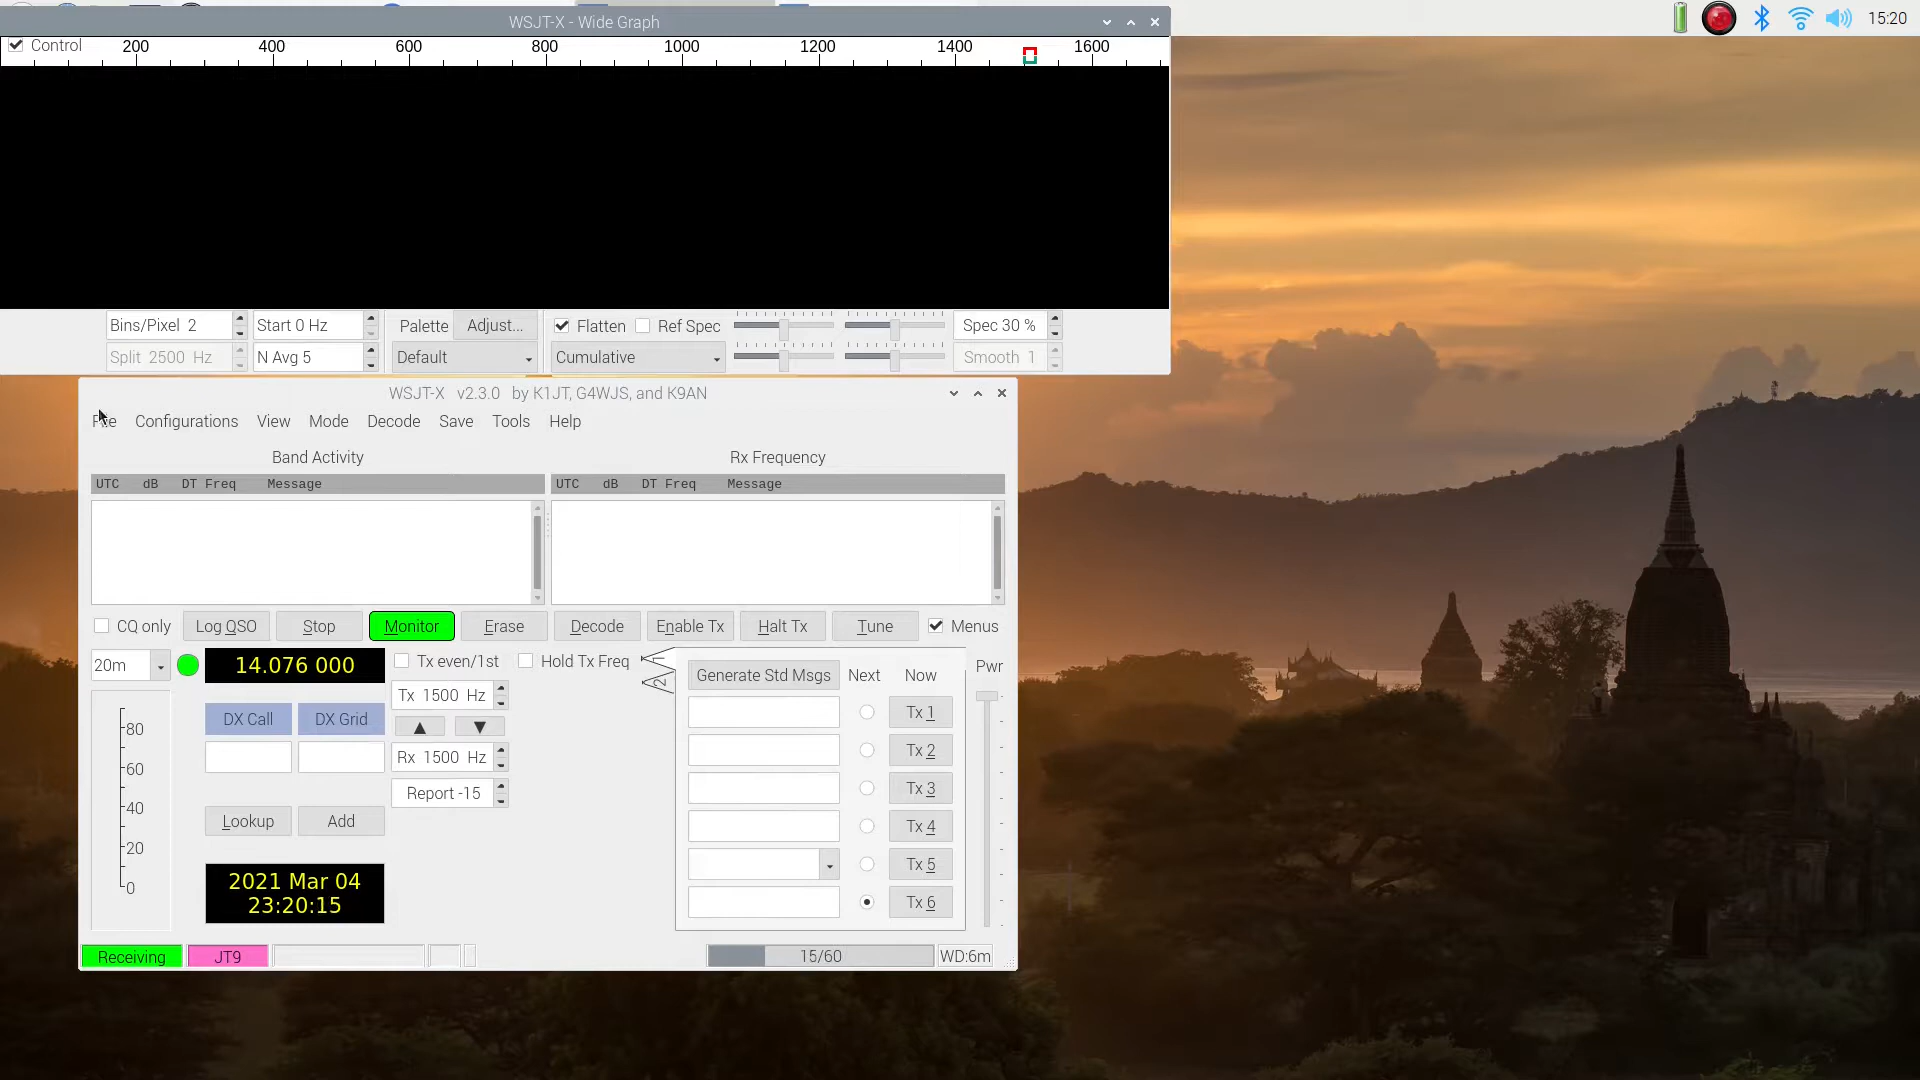 WSJT-X - Wide Graph
15:20
Control 200 400 600 800 1000 1200 1400 1600
Bins/Pixel 2 Start 0 Hz Palette Adjust... Flatten Ref Spec Spec 30 %
Split 2500 Hz N Avg 5 Default Cumulative Smooth 1
WSJT-X v2.3.0 by K1JT, G4WJS, and K9AN
File Configurations View Mode Decode Save Tools Help
Band Activity Rx Frequency
UTC dB DT Freq Message UTC dB DT Freq Message
CQ only Log QSO Stop Monitor Erase Decode Enable Tx Halt Tx Tune Menus
20m 14.076 000 Tx even/1st Hold Tx Freq 1 2 Generate Std Msgs Next Now Pwr
Tx 1500 Hz
DX Call DX Grid Tx 1
80
Rx 1500 Hz Tx 2
60
Report -15 Tx 3
40
Lookup Add Tx 4
20
Tx 5
0
2021 Mar 04
23:20:15 Tx 6
Receiving JT9 15/60 WD:6m